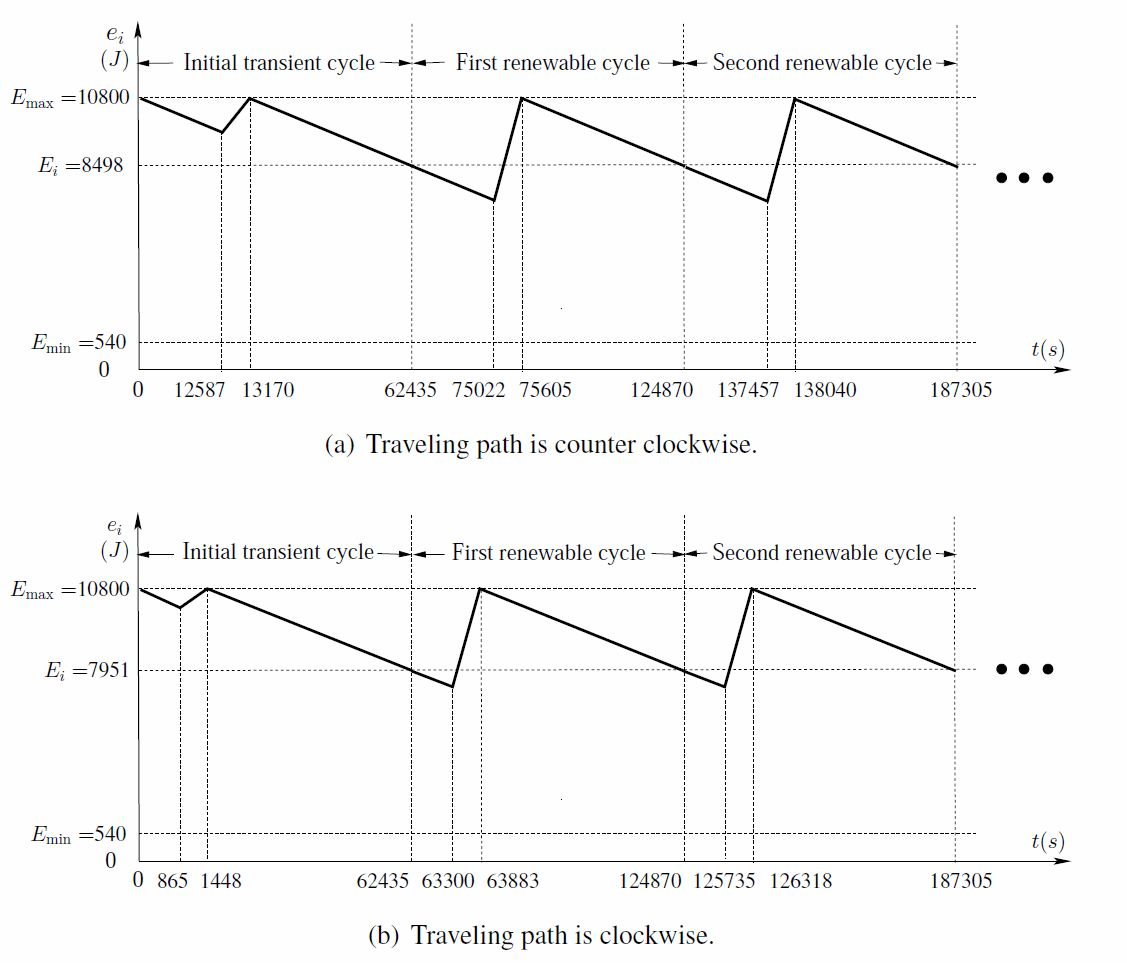 e_i
(J) Initial transient cycle First renewable cycle Second renewable cycle
E_max =10800
E_i =8498
• • •
E_min =540
t(s)
0
0 12587 13170 62435 75022 75605 124870 137457 138040 187305
(a) Traveling path is counter clockwise.
e_i
(J) Initial transient cycle First renewable cycle Second renewable cycle
E_max =10800
E_i =7951
• • •
E_min =540 t(s)
0
0 865 1448 62435 63300 63883 124870 125735 126318 187305
(b) Traveling path is clockwise.